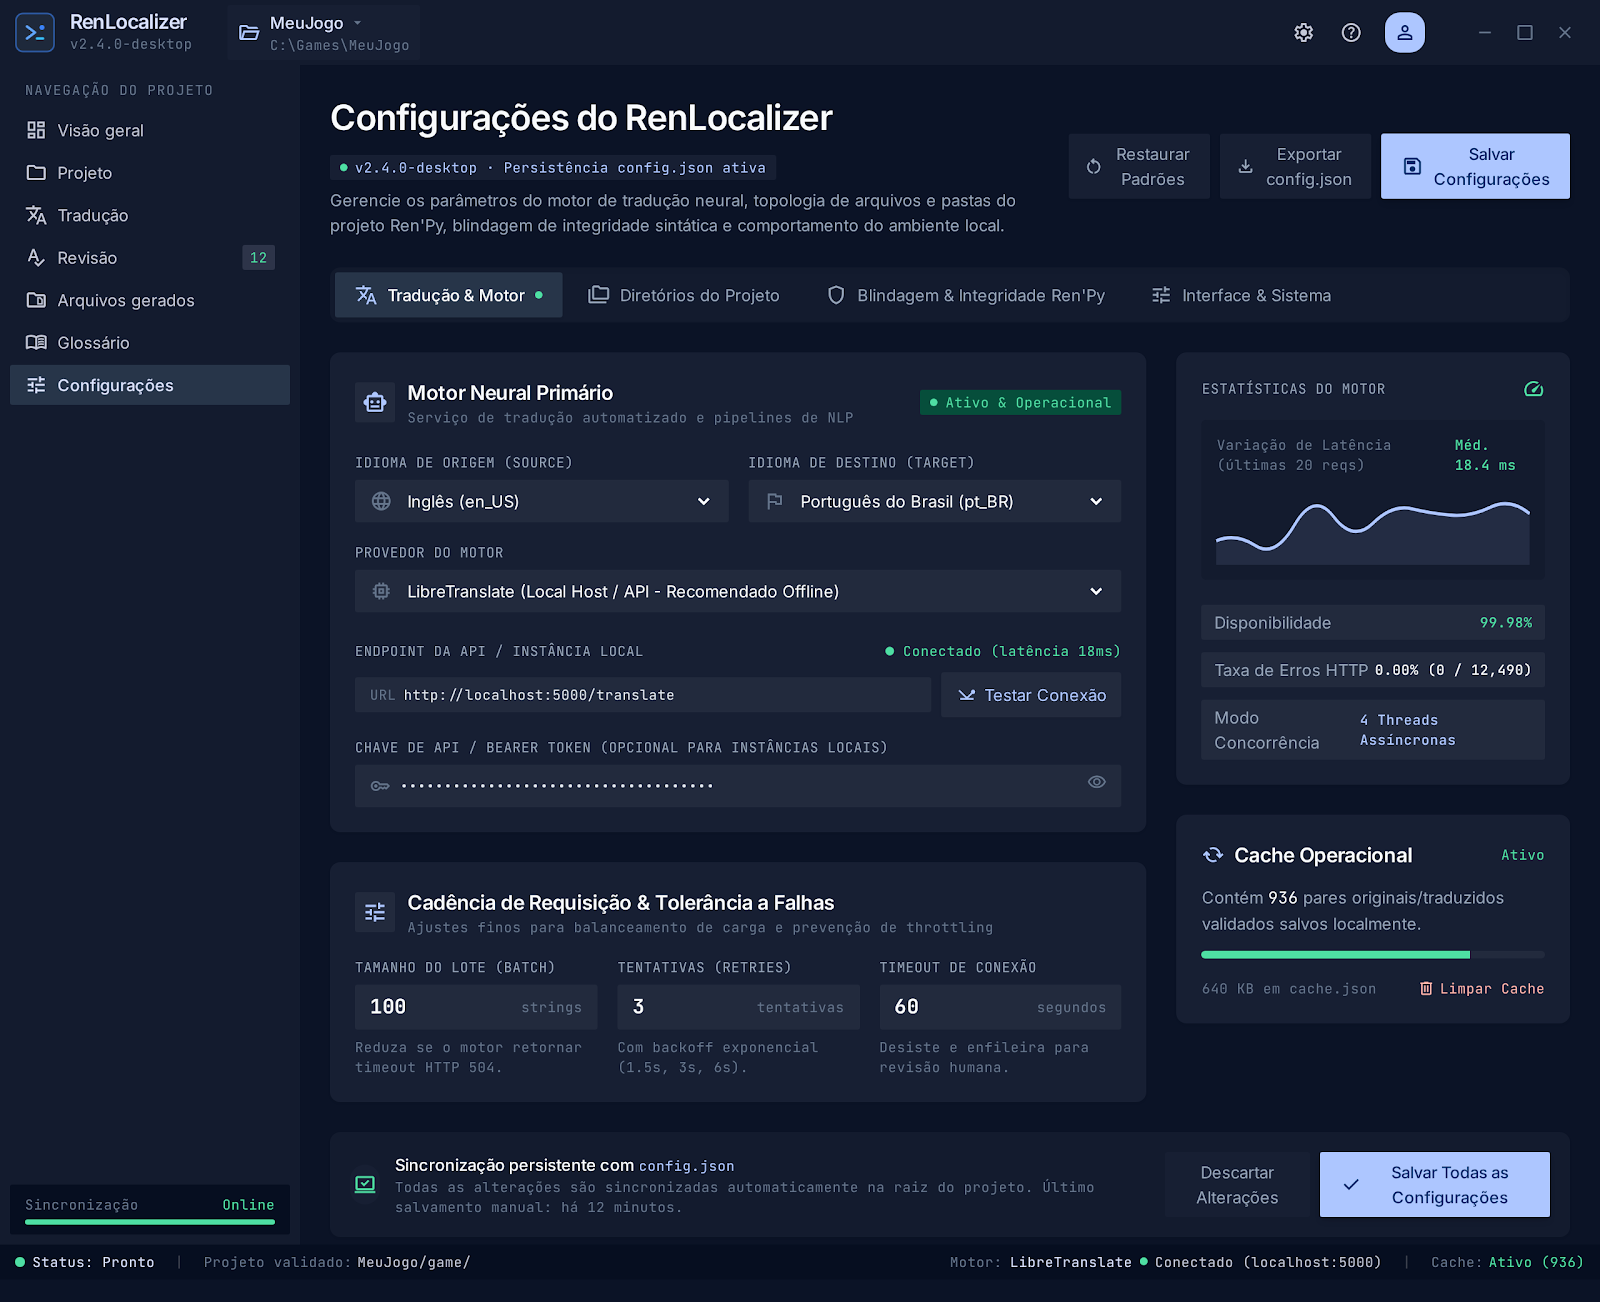 RenLocalizer
v2.4.0-desktop
MeuJogo
C:\Games\MeuJogo
NAVEGAÇÃO DO PROJETO
Visão geral
Projeto
Tradução
Revisão
12
Arquivos gerados
Glossário
Configurações
Sincronização
Online
Configurações do RenLocalizer
v2.4.0-desktop · Persistência config.json ativa
Gerencie os parâmetros do motor de tradução neural, topologia de arquivos e pastas do
projeto Ren'Py, blindagem de integridade sintática e comportamento do ambiente local.
Restaurar
Padrões
Exportar
config.json
Salvar
Configurações
Tradução & Motor
Diretórios do Projeto
Blindagem & Integridade Ren'Py
Interface & Sistema
Motor Neural Primário
Serviço de tradução automatizado e pipelines de NLP
Ativo & Operacional
IDIOMA DE ORIGEM (SOURCE)
Inglês (en_US)
IDIOMA DE DESTINO (TARGET)
Português do Brasil (pt_BR)
PROVEDOR DO MOTOR
LibreTranslate (Local Host / API - Recomendado Offline)
ENDPOINT DA API / INSTÂNCIA LOCAL
Conectado (latência 18ms)
URL http://localhost:5000/translate
Testar Conexão
CHAVE DE API / BEARER TOKEN (OPCIONAL PARA INSTÂNCIAS LOCAIS)
••••••••••••••••••••••••••••••••••••
Cadência de Requisição & Tolerância a Falhas
Ajustes finos para balanceamento de carga e prevenção de throttling
TAMANHO DO LOTE (BATCH)
100 strings
Reduza se o motor retornar
timeout HTTP 504.
TENTATIVAS (RETRIES)
3 tentativas
Com backoff exponencial
(1.5s, 3s, 6s).
TIMEOUT DE CONEXÃO
60 segundos
Desiste e enfileira para
revisão humana.
ESTATÍSTICAS DO MOTOR
Variação de Latência
(últimas 20 reqs)
Méd.
18.4 ms
Disponibilidade
99.98%
Taxa de Erros HTTP 0.00% (0 / 12,490)
Modo
Concorrência
4 Threads
Assíncronas
Cache Operacional
Ativo
Contém 936 pares originais/traduzidos
validados salvos localmente.
640 KB em cache.json
Limpar Cache
Sincronização persistente com config.json
Todas as alterações são sincronizadas automaticamente na raiz do projeto. Último
salvamento manual: há 12 minutos.
Descartar
Alterações
Salvar Todas as
Configurações
Status: Pronto | Projeto validado: MeuJogo/game/
Motor: LibreTranslate Conectado (localhost:5000) | Cache: Ativo (936)